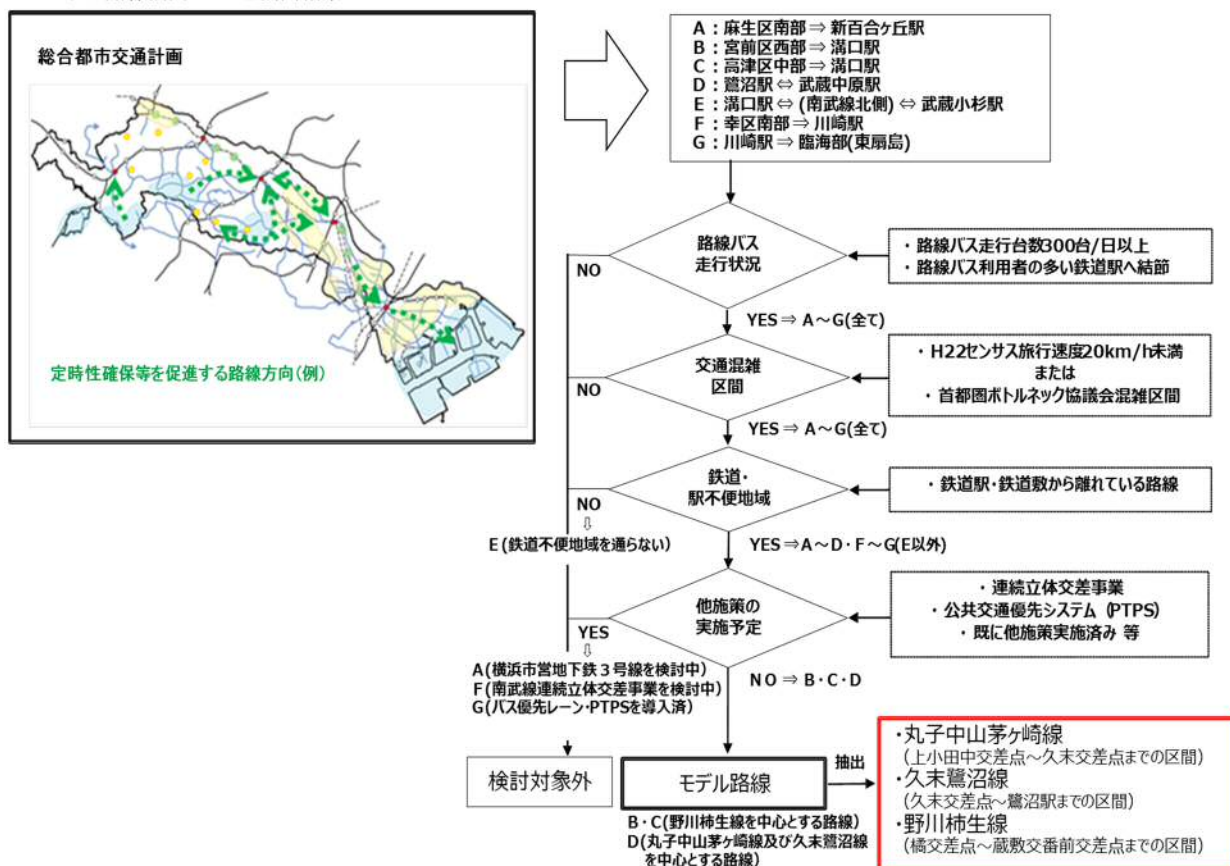 総合都市交通計画
定時性確保等を促進する路線方向(例)
A：麻生区南部⇒新百合ヶ丘駅
B：宮前区西部⇒溝口駅
C：高津区中部⇒溝口駅
D：鷺沼駅⇔武蔵中原駅
E：溝口駅⇔(南武線北側)⇔武蔵小杉駅
F：幸区南部⇒川崎駅
G：川崎駅⇒臨海部(東扇島)
路線バス
走行状況
・路線バス走行台数300台/日以上
・路線バス利用者の多い鉄道駅へ結節
NO
YES⇒A～G(全て)
交通混雑
区間
・H22センサス旅行速度20km/h未満
または
・首都圏ボトルネック協議会混雑区間
NO
YES⇒A～G(全て)
鉄道・
駅不便地域
・鉄道駅・鉄道敷から離れている路線
NO
⇩
E(鉄道不便地域を通らない)
YES⇒A～D・F～G(E以外)
他施策の
実施予定
・連続立体交差事業
・公共交通優先システム(PTPS)
・既に他施策実施済み 等
YES
⇩
A(横浜市営地下鉄３号線を検討中)
F(南武線連続立体交差事業を検討中)
G(バス優先レーン・PTPSを導入済)
NO⇒B・C・D
検討対象外
モデル路線
抽出
B・C(野川柿生線を中心とする路線)
D(丸子中山茅ヶ崎線及び久末鷺沼線
を中心とする路線)
・丸子中山茅ヶ崎線
(上小田中交差点～久末交差点までの区間)
・久末鷺沼線
(久末交差点～鷺沼駅までの区間)
・野川柿生線
(橘交差点～蔵敷交番前交差点までの区間)